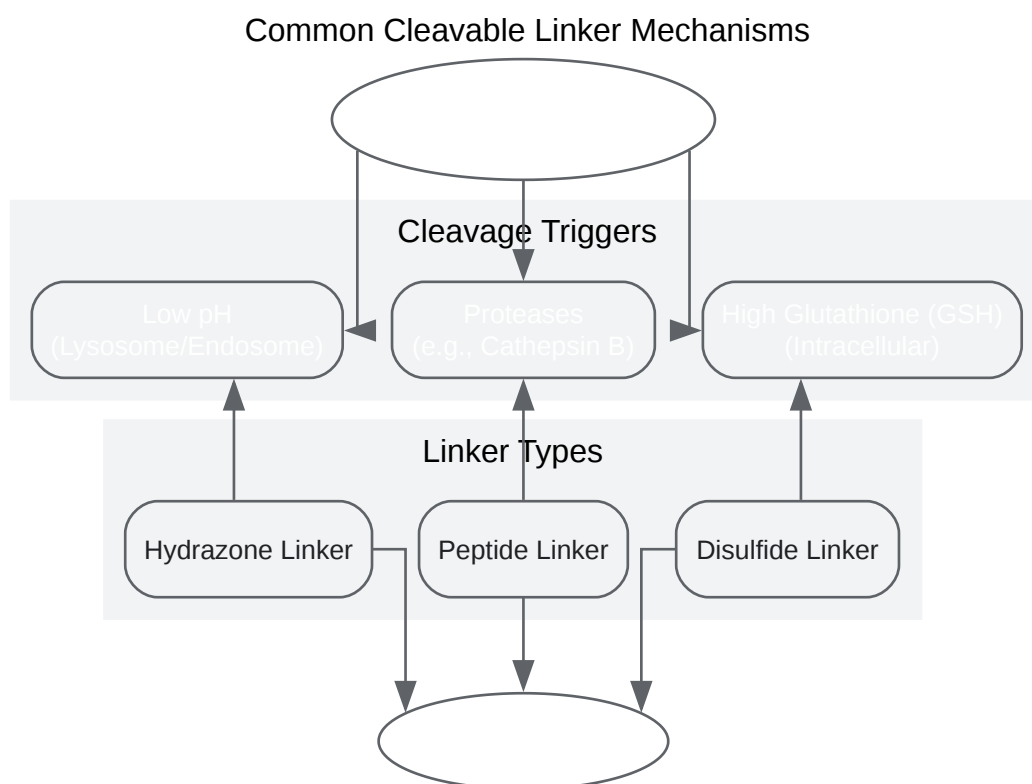 Common Cleavable Linker Mechanisms
Cleavage Triggers
Low pH
(Lysosome/Endosome)
Proteases
(e.g., Cathepsin B)
High Glutathione (GSH)
(Intracellular)
Linker Types
Hydrazone Linker
Peptide Linker
Disulfide Linker